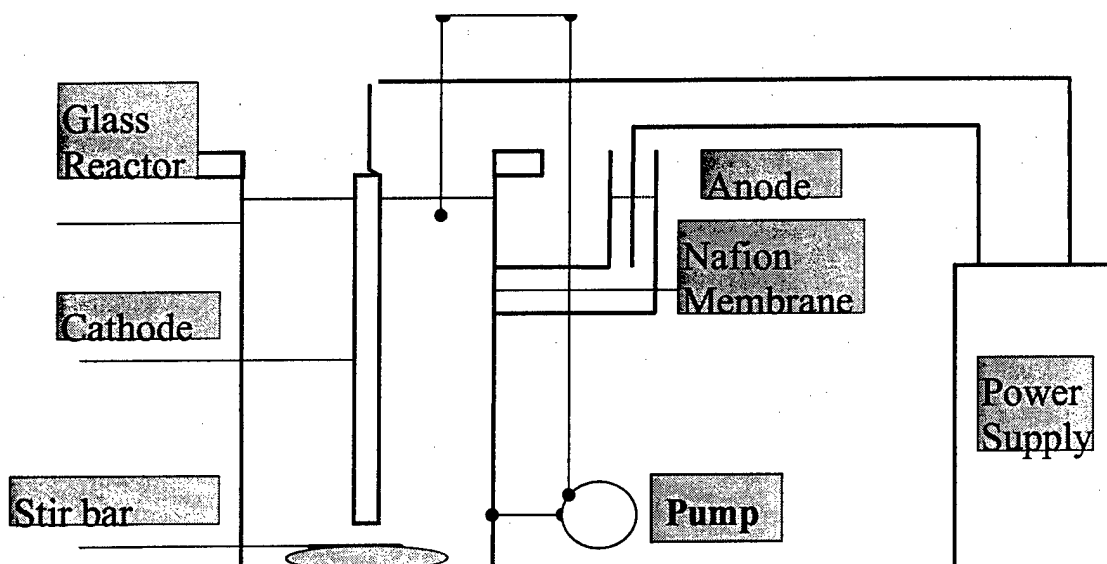 Glass
Reactor
Anode
Nafion
Membrane
Cathode
Power
Supply
Stir bar
Pump